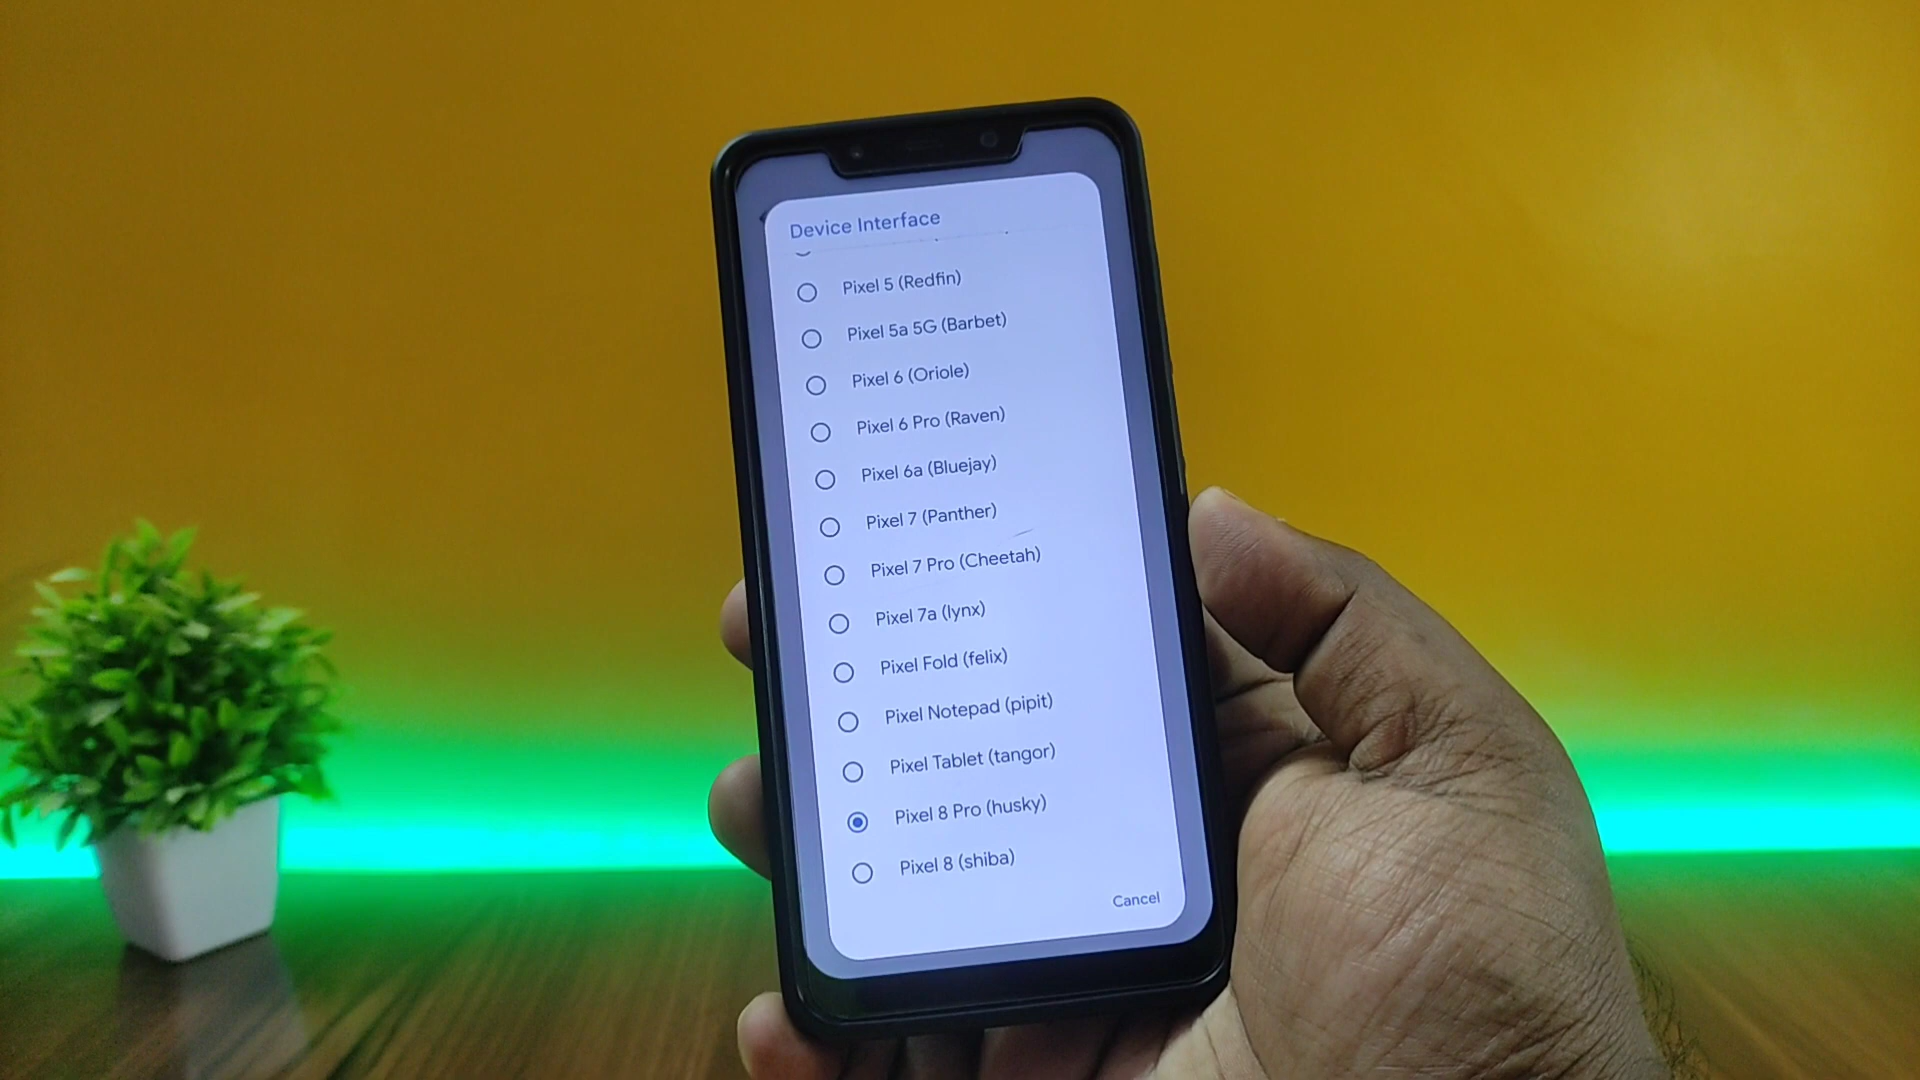 Device Interface
Pixel 5 (Redfin)
Pixel 5a 5G (Barbet)
Pixel 6 (Oriole)
Pixel 6 Pro (Raven)
Pixel 6a (Bluejay)
Pixel 7 (Panther)
Pixel 7 Pro (Cheetah)
Pixel 7a (lynx)
Pixel Fold (felix)
Pixel Notepad (pipit)
Pixel Tablet (tangor)
Pixel 8 Pro (husky)
Pixel 8 (shiba)
Cancel